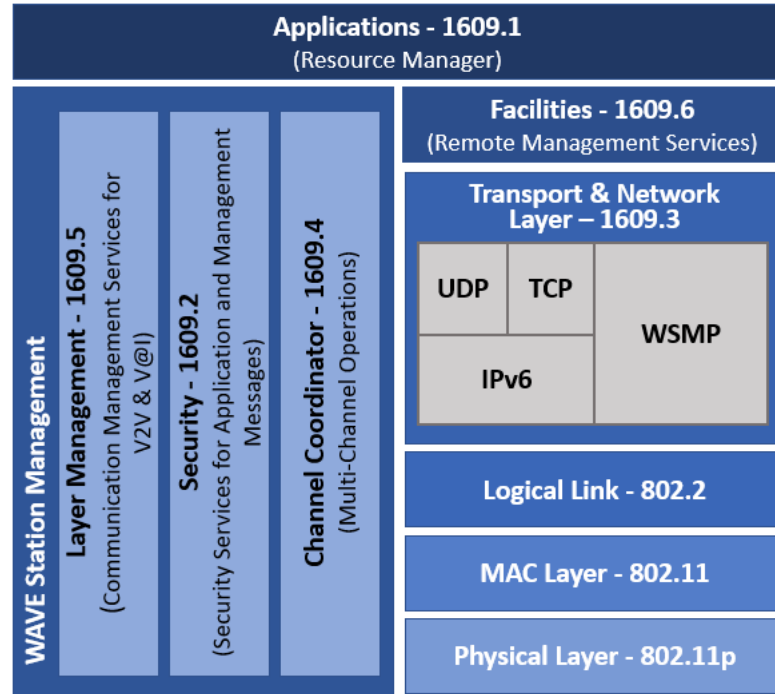 Applications - 1609.1
(Resource Manager)
WAVE Station Management
Layer Management - 1609.5
(Communication Management Services for
V2V & V@I)
Security - 1609.2
(Security Services for Application and Management
Messages)
Channel Coordinator - 1609.4
(Multi-Channel Operations)
Facilities - 1609.6
(Remote Management Services)
Transport & Network
Layer – 1609.3
UDP
TCP
WSMP
IPv6
Logical Link - 802.2
MAC Layer - 802.11
Physical Layer - 802.11p